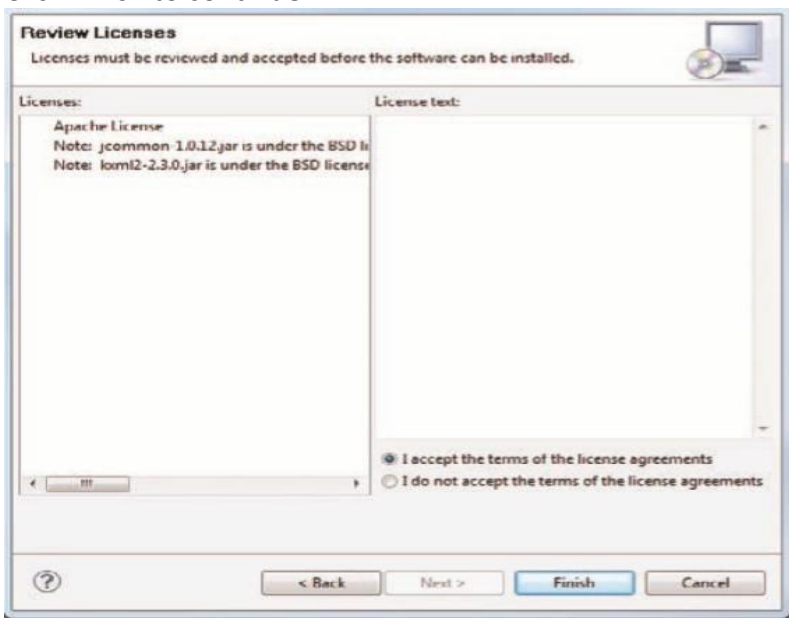 Review Licenses
Licenses must be reviewed and accepted before the software can be installed.
Licenses:
License text:
Apache License
Note: jcommon-1.0.12.jar is under the BSD li
Note: kxml2-2.3.0.jar is under the BSD license
I accept the terms of the license agreements
I do not accept the terms of the license agreements
?
< Back
Next >
Finish
Cancel